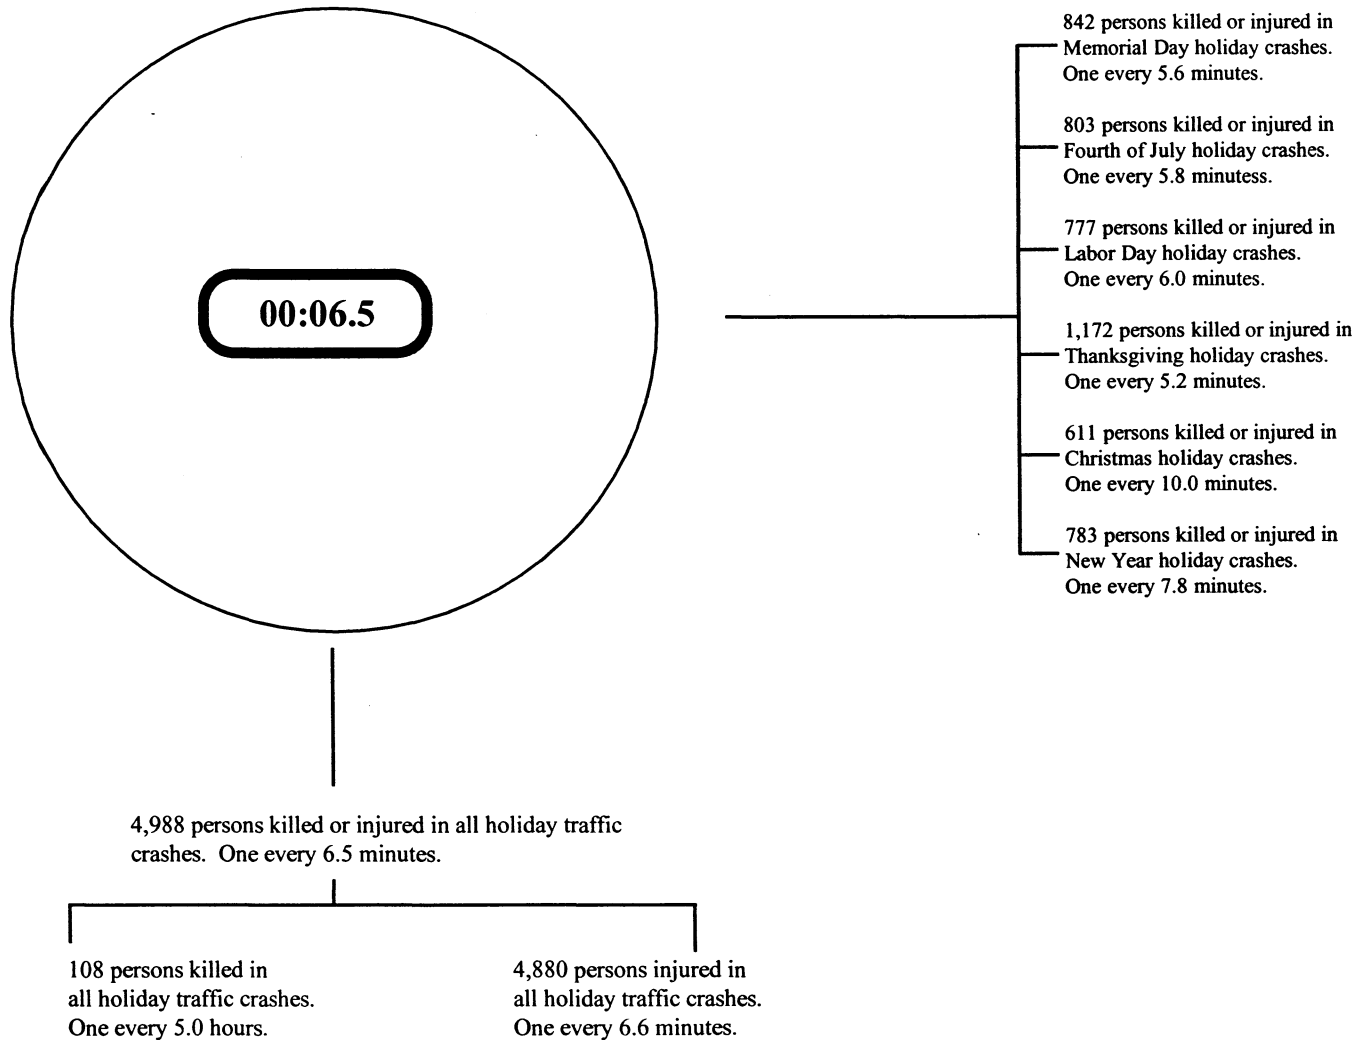 00:06.5
842 persons killed or injured in
Memorial Day holiday crashes.
One every 5.6 minutes.
803 persons killed or injured in
Fourth of July holiday crashes.
One every 5.8 minutess.
777 persons killed or injured in
Labor Day holiday crashes.
One every 6.0 minutes.
1,172 persons killed or injured in
Thanksgiving holiday crashes.
One every 5.2 minutes.
611 persons killed or injured in
Christmas holiday crashes.
One every 10.0 minutes.
783 persons killed or injured in
New Year holiday crashes.
One every 7.8 minutes.
4,988 persons killed or injured in all holiday traffic
crashes. One every 6.5 minutes.
108 persons killed in
all holiday traffic crashes.
One every 5.0 hours.
4,880 persons injured in
all holiday traffic crashes.
One every 6.6 minutes.